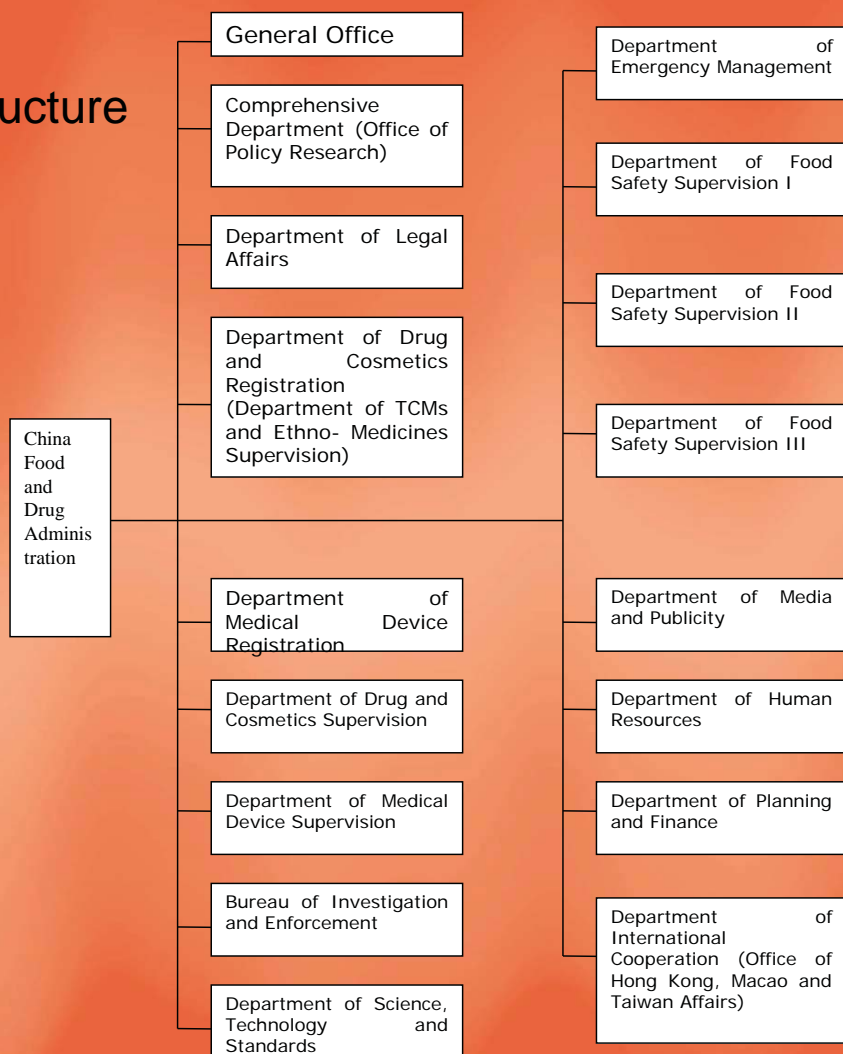 ucture
China
Food
and
Drug
Adminis
tration
General Office
Comprehensive
Department (Office of
Policy Research)
Department of Legal
Affairs
Department of Drug
and Cosmetics
Registration
(Department of TCMs
and Ethno- Medicines
Supervision)
Department of
Medical Device
Registration
Department of Drug and
Cosmetics Supervision
Department of Medical
Device Supervision
Bureau of Investigation
and Enforcement
Department of Science,
Technology and
Standards
Department of
Emergency Management
Department of Food
Safety Supervision I
Department of Food
Safety Supervision II
Department of Food
Safety Supervision III
Department of Media
and Publicity
Department of Human
Resources
Department of Planning
and Finance
Department of
International
Cooperation (Office of
Hong Kong, Macao and
Taiwan Affairs)